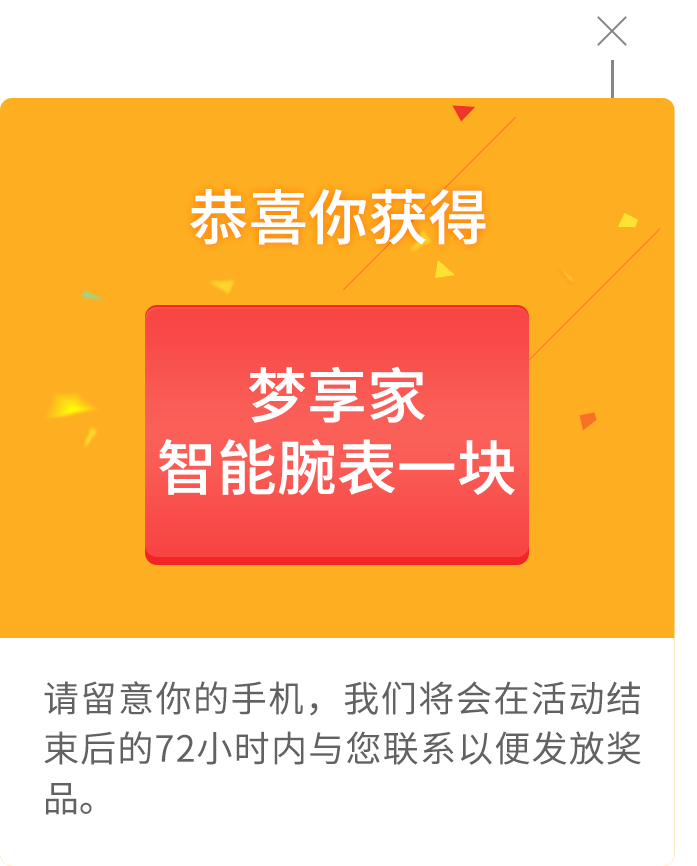 恭喜你获得
梦享家
智能腕表一块
请留意你的手机，我们将会在活动结
束后的72小时内与您联系以便发放奖
品。